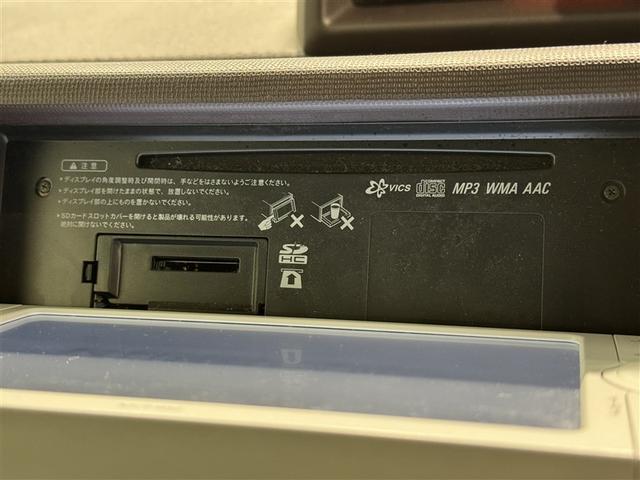 ⚠注意
•ディスプレイの角度調整時及び開閉時は、手などをはさまないようご注意ください。
•ディスプレイ部を開けたままの状態で、放置しないでください。
•ディスプレイ部の上にものを置かないでください。
•SDカードスロットカバーを開けると製品が壊れる可能性があります。
絶対に開けないでください。
VICS
COMPACT
disc
DIGITAL AUDIO
MP3 WMA AAC
SD
HC